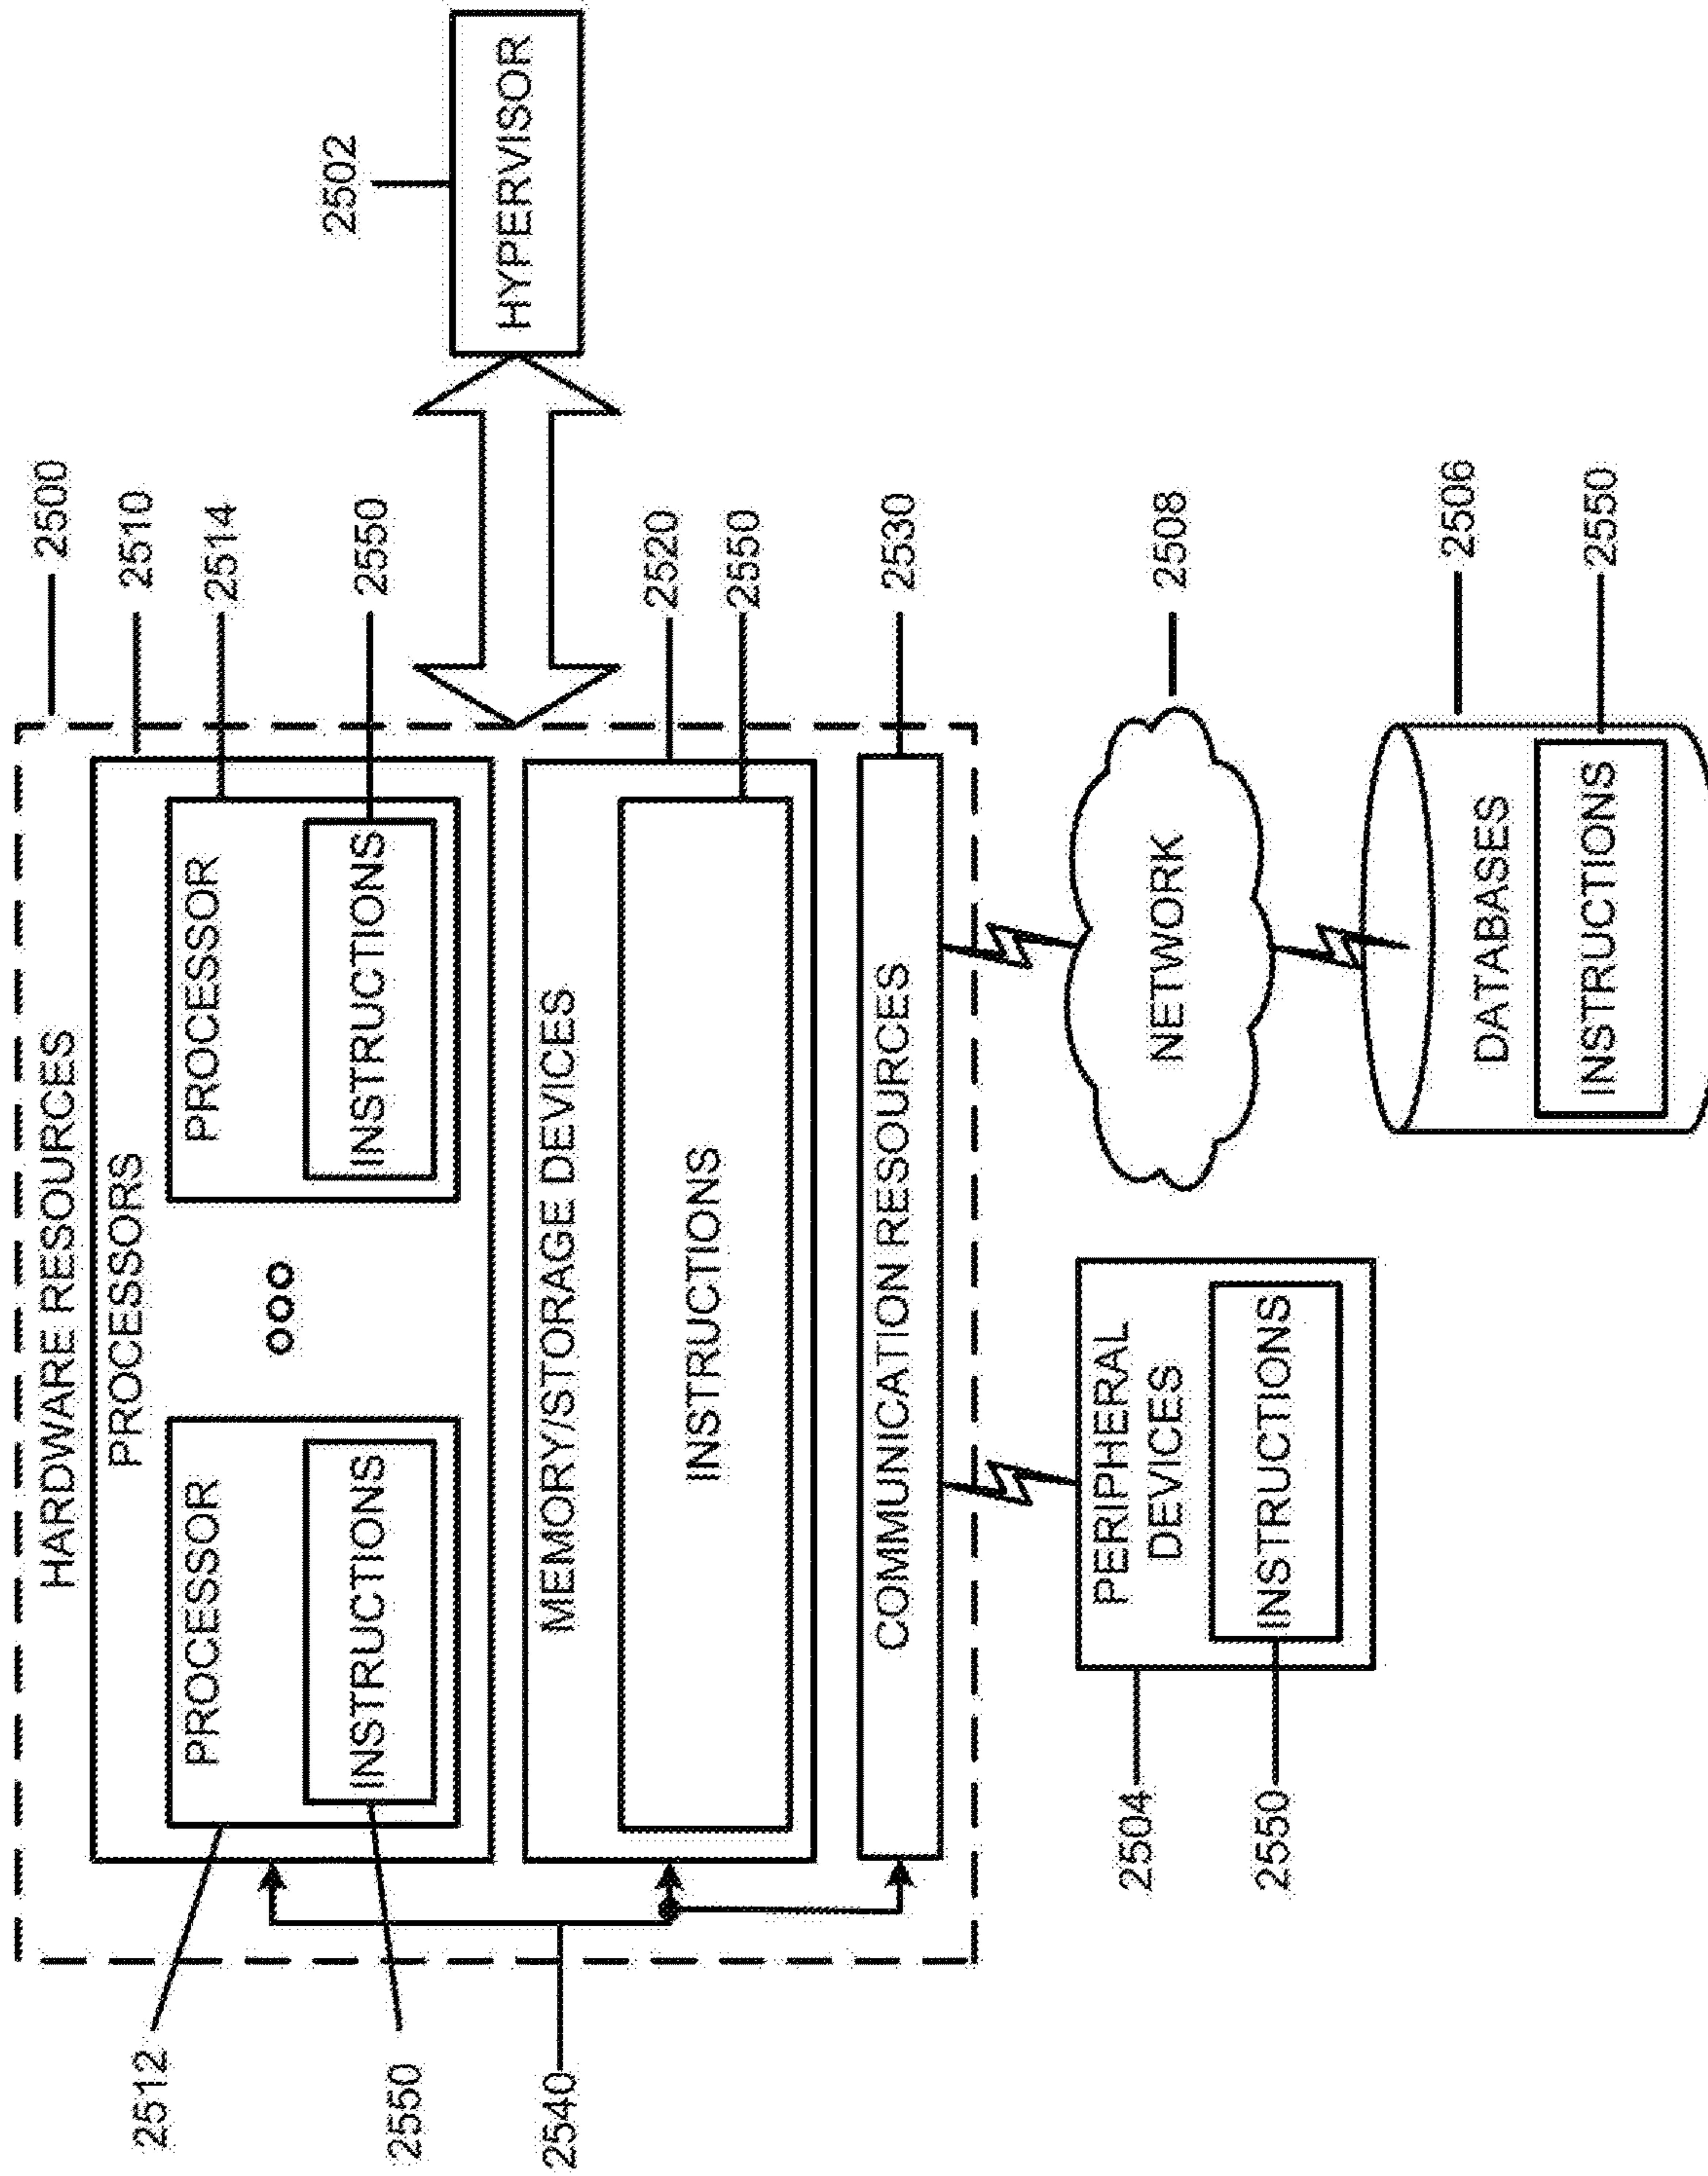 HARDWARE RESOURCES
2500
PROCESSORS
2510
2512
PROCESSOR
PROCESSOR
2514
2550
INSTRUCTIONS
INSTRUCTIONS
2550
2502
HYPERVISOR
2540
MEMORY/STORAGE DEVICES
2520
INSTRUCTIONS
2550
COMMUNICATION RESOURCES
2530
2504
PERIPHERAL
DEVICES
2550
INSTRUCTIONS
NETWORK
2508
DATABASES
2506
INSTRUCTIONS
2550